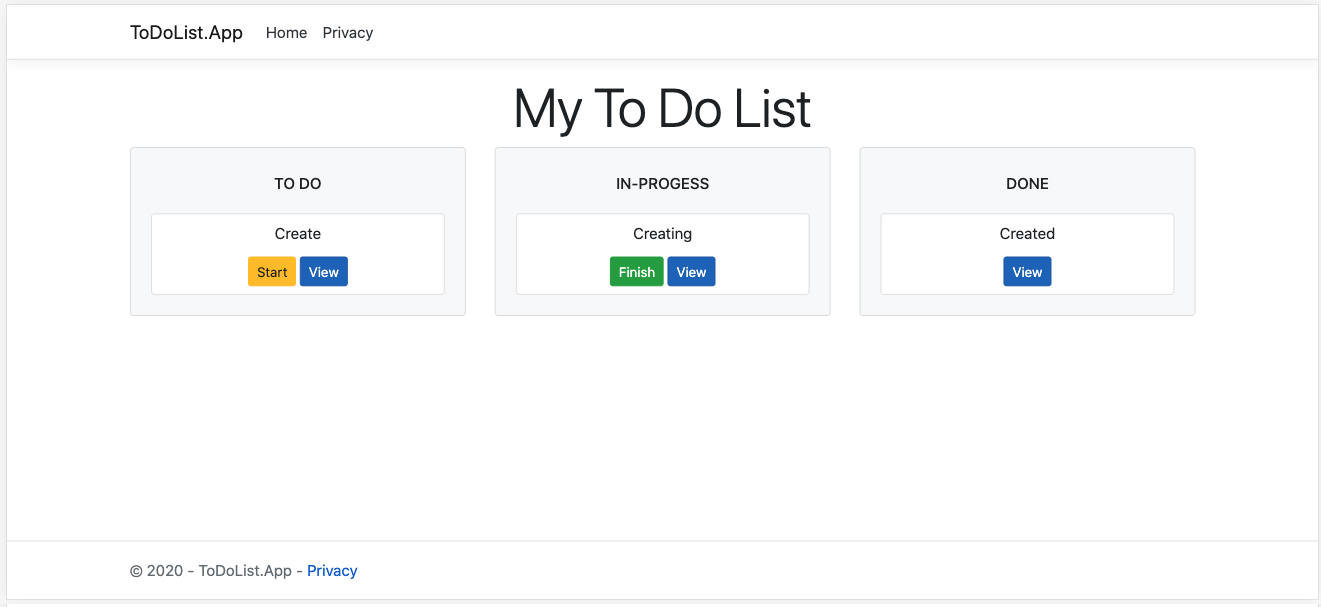 ToDoList.App Home Privacy
My To Do List
TO DO
Create
Start View
IN-PROGESS
Creating
Finish View
DONE
Created
View
© 2020 - ToDoList.App - Privacy